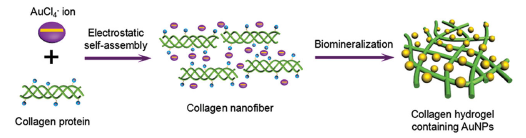 AuCl₄⁻ ion
+
Collagen protein
Electrostatic
self-assembly
Collagen nanofiber
Biomineralization
Collagen hydrogel
containing AuNPs